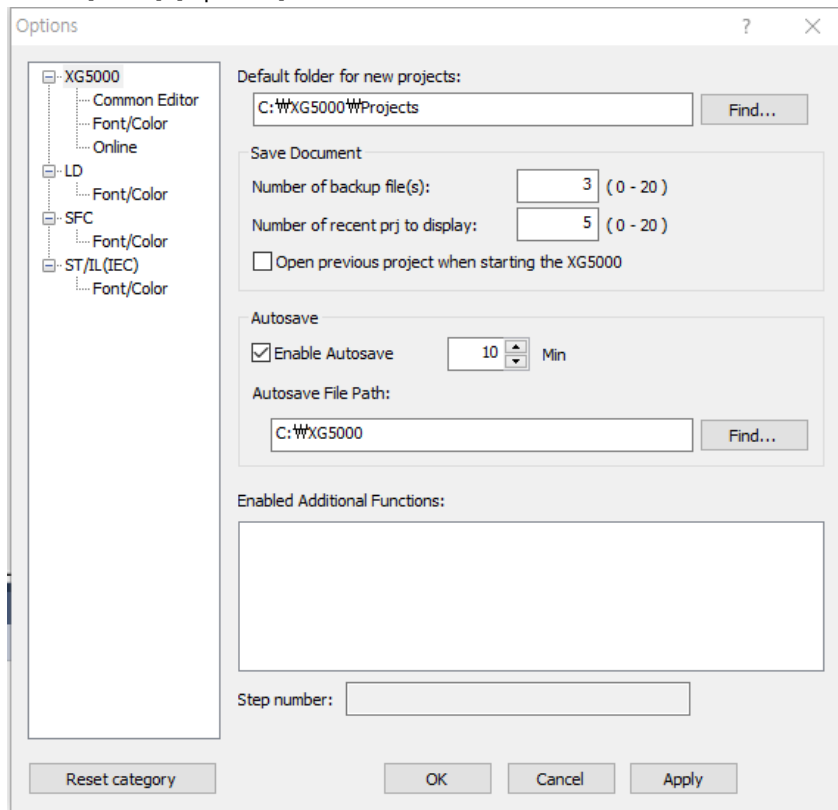 Options
?
XG5000
Common Editor
Font/Color
Online
LD
Font/Color
SFC
Font/Color
ST/IL(IEC)
Font/Color
Default folder for new projects:
C:₩XG5000₩Projects
Find...
Save Document
Number of backup file(s): 3 ( 0 - 20 )
Number of recent prj to display: 5 ( 0 - 20 )
Open previous project when starting the XG5000
Autosave
Enable Autosave 10 Min
Autosave File Path:
C:₩XG5000
Find...
Enabled Additional Functions:
Step number:
Reset category
OK
Cancel
Apply